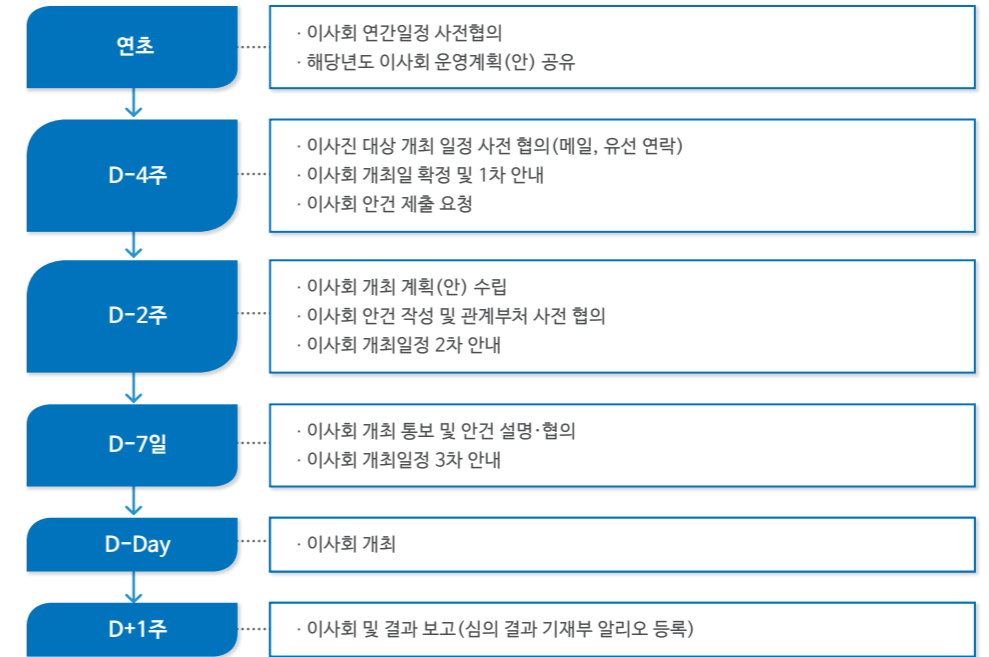 연초
· 이사회 연간일정 사전협의
· 해당년도 이사회 운영계획(안) 공유
D-4주
· 이사진 대상 개최 일정 사전 협의(메일, 유선 연락)
· 이사회 개최일 확정 및 1차 안내
· 이사회 안건 제출 요청
D-2주
· 이사회 개최 계획(안) 수립
· 이사회 안건 작성 및 관계부처 사전 협의
· 이사회 개최일정 2차 안내
D-7일
· 이사회 개최 통보 및 안건 설명·협의
· 이사회 개최일정 3차 안내
D-Day
· 이사회 개최
D+1주
· 이사회 및 결과 보고(심의 결과 기재부 알리오 등록)